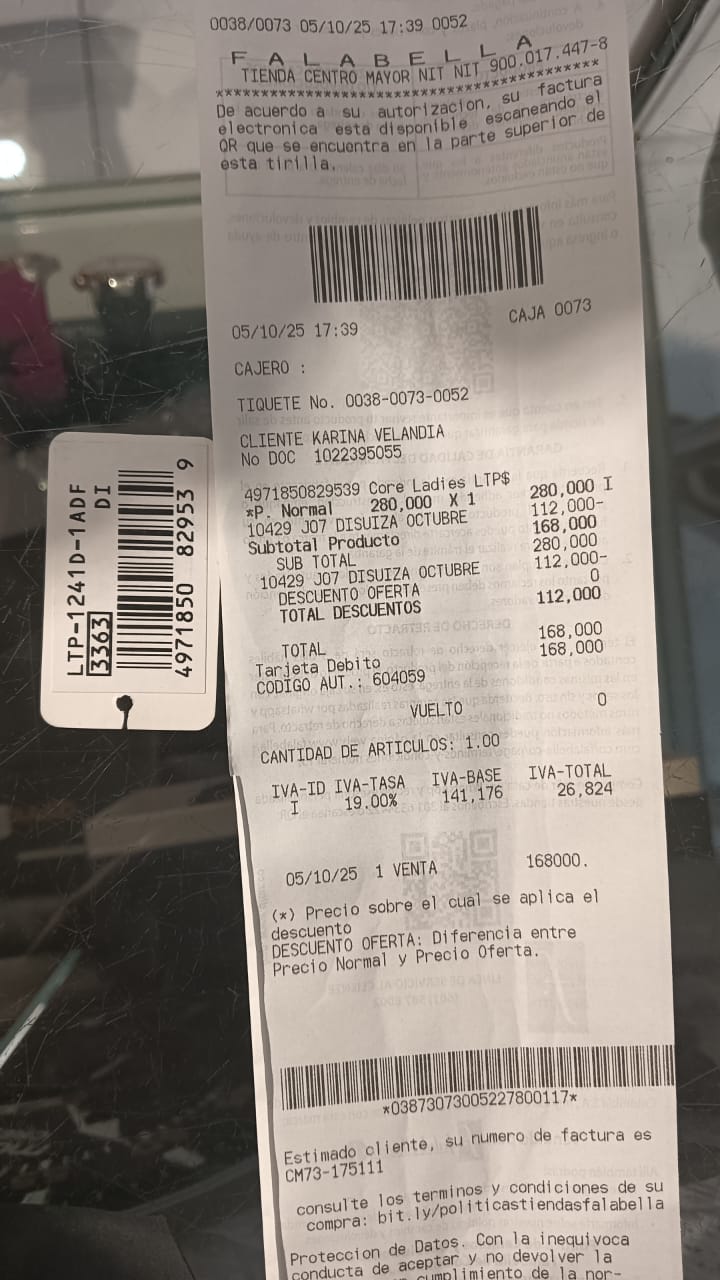 0038/0073 05/10/25 17:39 0052
F A L A B E L L A
TIENDA CENTRO MAYOR NIT NIT 900.017.447-8
De acuerdo a su autorizacion, su factura
electronica esta disponible escaneando el
QR que se encuentra en la parte superior de
esta tirilla.
05/10/25 17:39 CAJA 0073
CAJERO :
TIQUETE No. 0038-0073-0052
CLIENTE KARINA VELANDIA
No DOC 1022395055
4971850829539 Core Ladies LTP$
*P. Normal 280,000 X 1 280,000 I
10429 J07 DISUIZA OCTUBRE 112,000-
Subtotal Producto 168,000
SUB TOTAL 280,000
10429 J07 DISUIZA OCTUBRE 112,000-
DESCUENTO OFERTA 0
TOTAL DESCUENTOS 112,000
TOTAL 168,000
Tarjeta Debito 168,000
CODIGO AUT.: 604059
VUELTO 0
CANTIDAD DE ARTICULOS: 1.00
IVA-ID IVA-TASA IVA-BASE IVA-TOTAL
I 19.00% 141,176 26,824
05/10/25 1 VENTA 168000.
(*) Precio sobre el cual se aplica el
descuento
DESCUENTO OFERTA: Diferencia entre
Precio Normal y Precio Oferta.
*03873073005227800117*
Estimado cliente, su numero de factura es
CM73-175111
consulte los terminos y condiciones de su
compra: bit.ly/politicastiendasfalabella
Proteccion de Datos. Con la inequivoca
conducta de aceptar y no devolver la
cumplimiento de la nor-
LTP-1241D-1ADF
3363 DI
4971850 82953 9